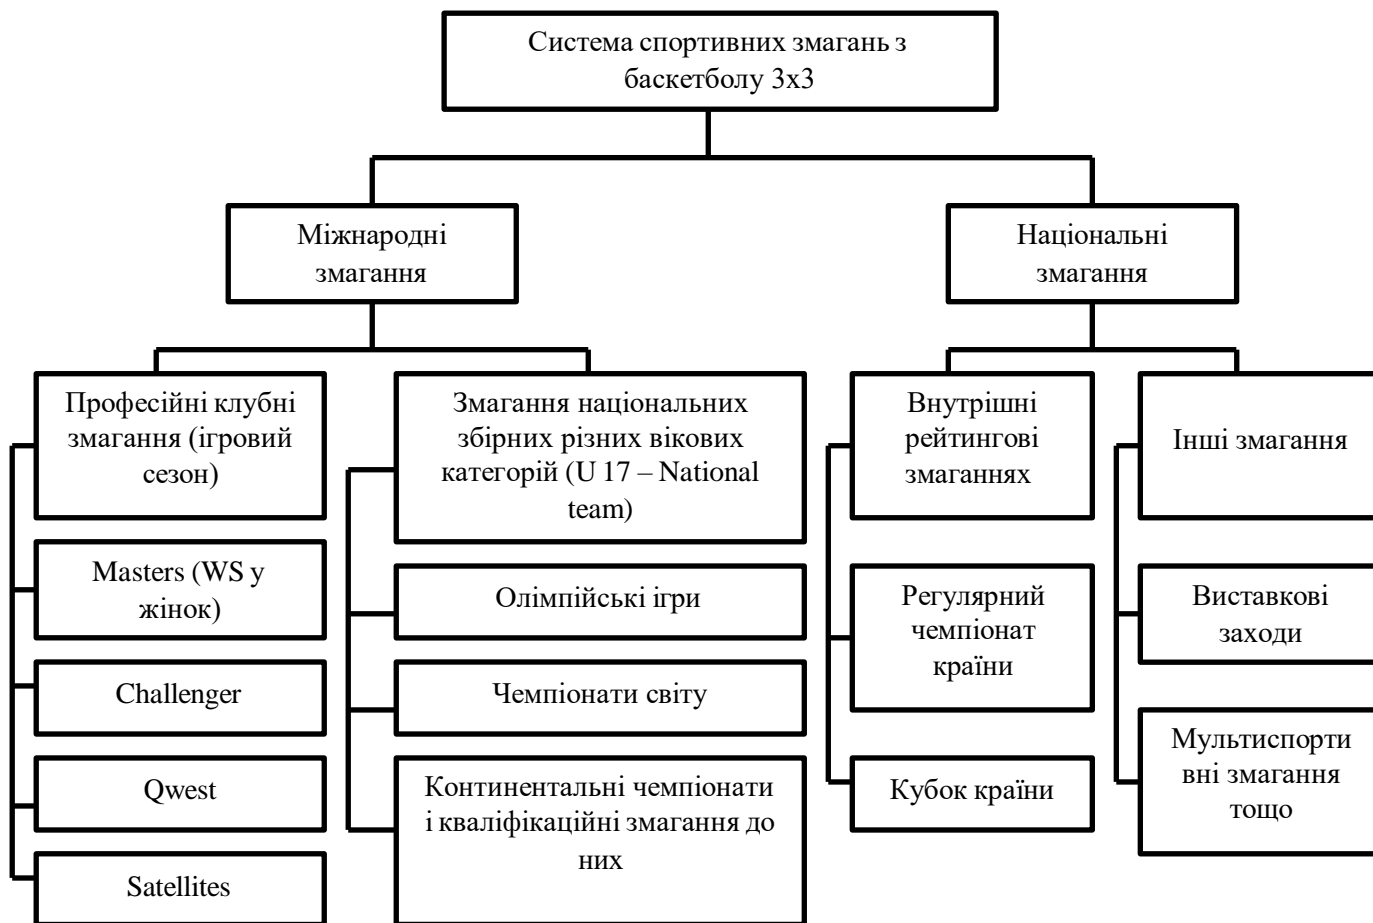 Система спортивних змагань з
баскетболу 3х3
Міжнародні
змагання
Національні
змагання
Професійні клубні
змагання (ігровий
сезон)
Masters (WS у
жінок)
Challenger
Qwest
Satellites
Змагання національних
збірних різних вікових
категорій (U 17 – National
team)
Олімпійські ігри
Чемпіонати світу
Континентальні чемпіонати
і кваліфікаційні змагання до
них
Внутрішні
рейтингові
змаганнях
Регулярний
чемпіонат
країни
Кубок країни
Інші змагання
Виставкові
заходи
Мультиспорти
вні змагання
тощо